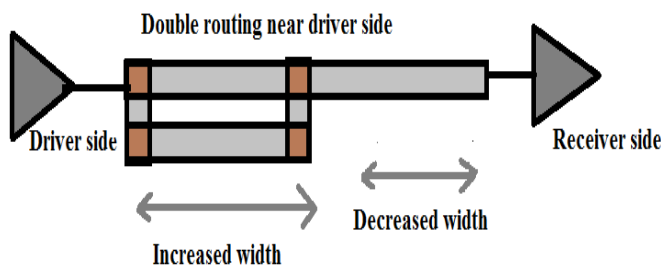 Double routing near driver side
Driver side
Receiver side
Decreased width
Increased width